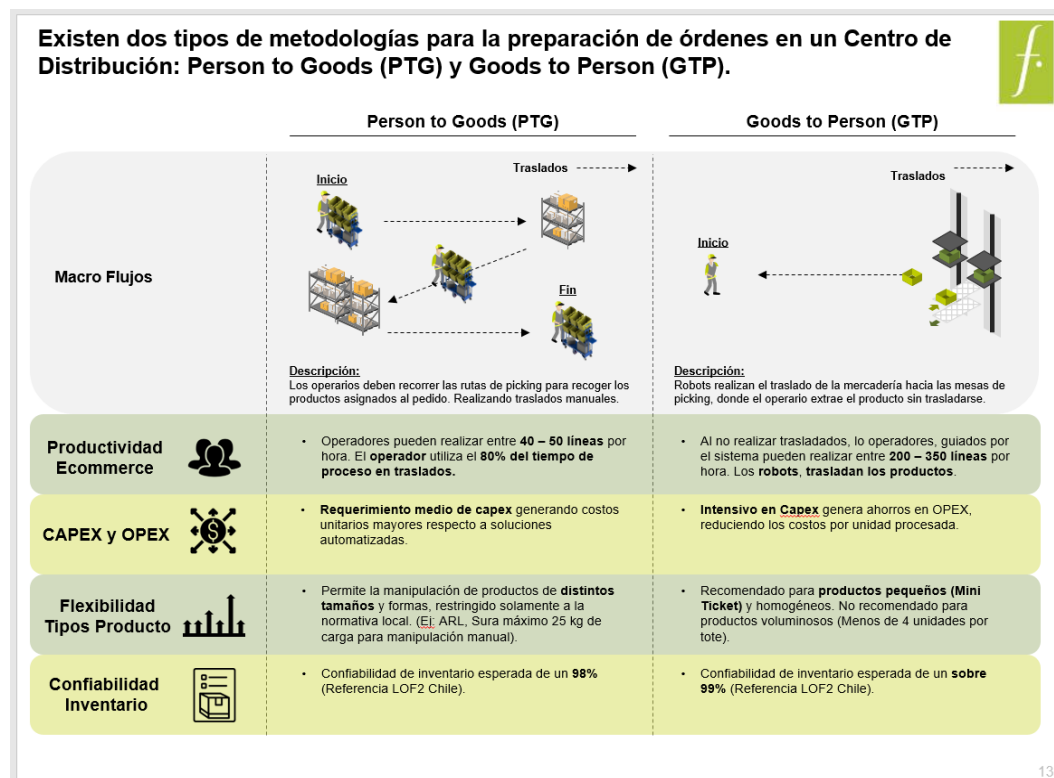 Existen dos tipos de metodologías para la preparación de órdenes en un Centro de
Distribución: Person to Goods (PTG) y Goods to Person (GTP).
f.
Person to Goods (PTG)
Goods to Person (GTP)
Macro Flujos
Inicio
Traslados
Fin
Descripción:
Los operarios deben recorrer las rutas de picking para recoger los
productos asignados al pedido. Realizando traslados manuales.
Traslados
Inicio
Descripción:
Robots realizan el traslado de la mercadería hacia las mesas de
picking, donde el operario extrae el producto sin trasladarse.
Productividad
Ecommerce
• Operadores pueden realizar entre 40 – 50 líneas por
hora. El operador utiliza el 80% del tiempo de
proceso en traslados.
• Al no realizar trasladados, lo operadores, guiados por
el sistema pueden realizar entre 200 – 350 líneas por
hora. Los robots, trasladan los productos.
CAPEX y OPEX
• Requerimiento medio de capex generando costos
unitarios mayores respecto a soluciones
automatizadas.
• Intensivo en Capex genera ahorros en OPEX,
reduciendo los costos por unidad procesada.
Flexibilidad
Tipos Producto
• Permite la manipulación de productos de distintos
tamaños y formas, restringido solamente a la
normativa local. (Ej: ARL, Sura máximo 25 kg de
carga para manipulación manual).
• Recomendado para productos pequeños (Mini
Ticket) y homogéneos. No recomendado para
productos voluminosos (Menos de 4 unidades por
tote).
Confiabilidad
Inventario
• Confiabilidad de inventario esperada de un 98%
(Referencia LOF2 Chile).
• Confiabilidad de inventario esperada de un sobre
99% (Referencia LOF2 Chile).
13